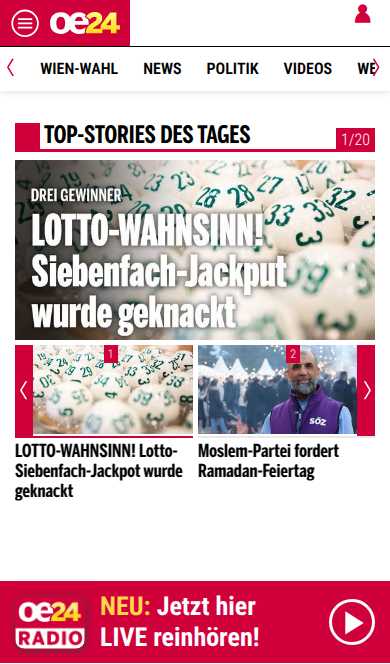 oe24
WIEN-WAHL NEWS POLITIK VIDEOS WE
TOP-STORIES DES TAGES
1/20
DREI GEWINNER
LOTTO-WAHNSINN!
Siebenfach-Jackput
wurde geknackt
1
2
SÖZ
LOTTO-WAHNSINN! Lotto-
Siebenfach-Jackpot wurde
geknackt
Moslem-Partei fordert
Ramadan-Feiertag
oe24
RADIO
NEU: Jetzt hier
LIVE reinhören!